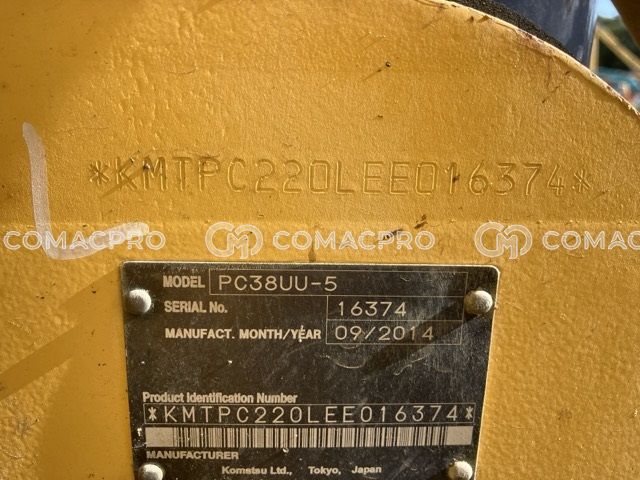 *KMTPC220LEE016374*
COMACPRO COMACPRO COMACPRO
MODEL PC38UU-5
SERIAL No. 16374
MANUFACT. MONTH/YEAR 09/2014
Product Identification Number
*KMTPC220LEE016374*
MANUFACTURER
Komatsu Ltd., Tokyo, Japan